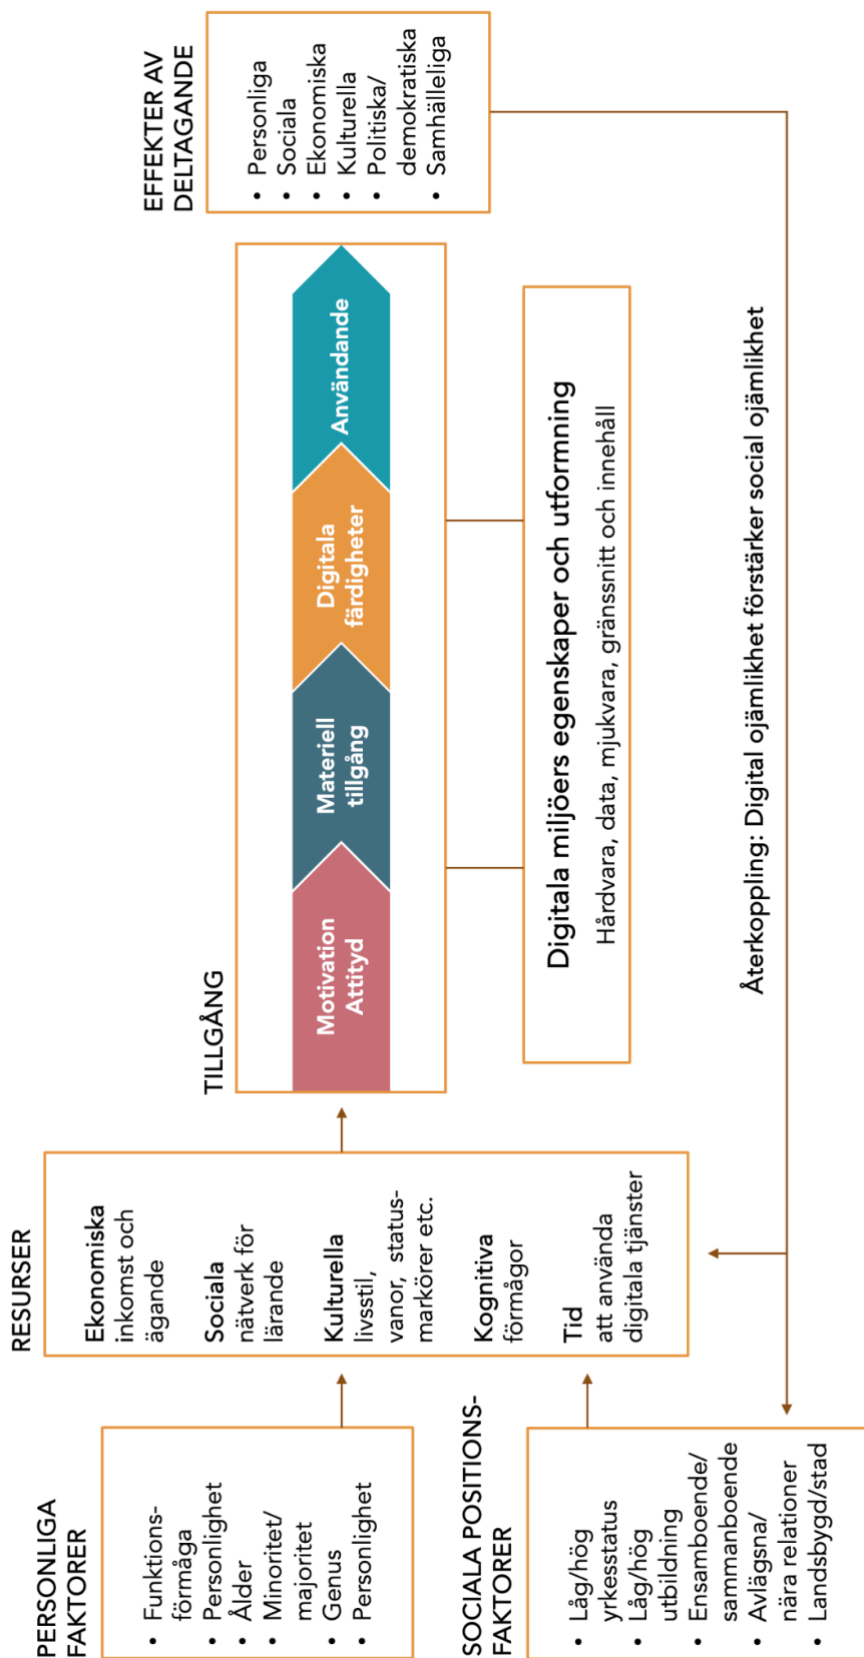 PERSONLIGA
FAKTORER
• Funktions-
förmåga
• Personlighet
• Ålder
• Minoritet/
majoritet
• Genus
• Personlighet
SOCIALA POSITIONS-
FAKTORER
• Låg/hög
yrkesstatus
• Låg/hög
utbildning
• Ensamboende/
sammanboende
• Avlägsna/
nära relationer
• Landsbygd/stad
RESURSER
Ekonomiska
inkomst och
ägande
Sociala
nätverk för
lärande
Kulturella
livsstil,
vanor, status-
markörer etc.
Kognitiva
förmågor
Tid
att använda
digitala tjänster
TILLGÅNG
Motivation
Attityd
Materiell
tillgång
Digitala
färdigheter
Användande
Digitala miljöers egenskaper och utformning
Hårdvara, data, mjukvara, gränssnitt och innehåll
EFFEKTER AV
DELTAGANDE
• Personliga
• Sociala
• Ekonomiska
• Kulturella
• Politiska/
demokratiska
• Samhälleliga
Återkoppling: Digital ojämlikhet förstärker social ojämlikhet